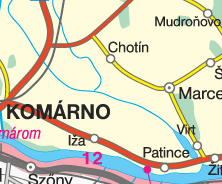 Mudroňovo
Chotín
Marce
KOMÁRNO
márom
Iža
12
Virt
Patince
Szőny